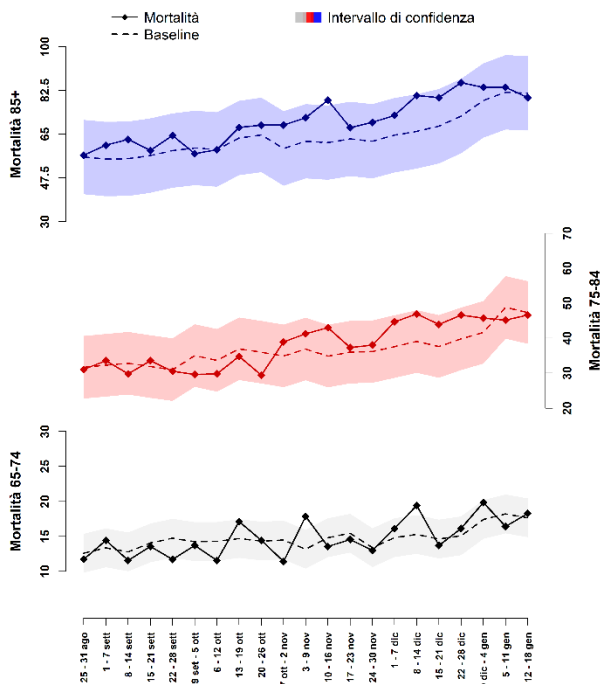 Mortalità
Baseline
Intervallo di confidenza
Mortalità 85+
100
82.5
65
47.5
30
Mortalità 75-84
70
60
50
40
30
20
Mortalità 65-74
30
25
20
15
10
25 - 31 ago
1 - 7 sett
8 - 14 sett
15 - 21 sett
22 - 28 sett
9 set - 5 ott
6 - 12 ott
13 - 19 ott
20 - 26 ott
7 ott - 2 nov
3 - 9 nov
10 - 16 nov
17 - 23 nov
24 - 30 nov
1 - 7 dic
8 - 14 dic
15 - 21 dic
22 - 28 dic
9 dic - 4 gen
5 - 11 gen
12 - 18 gen